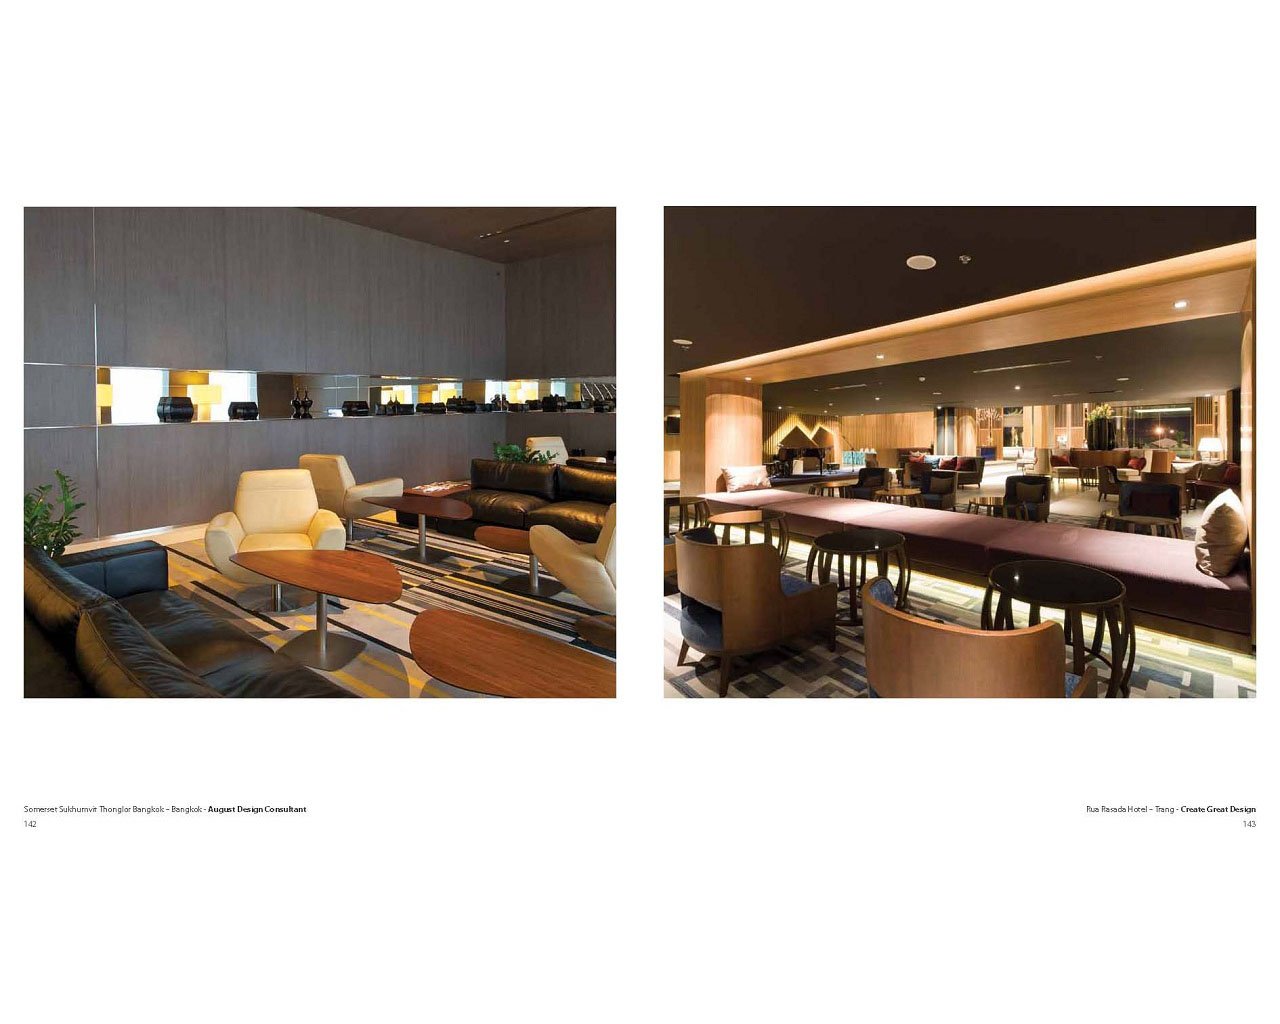 Somerset Sukhumvit Thonglor Bangkok – Bangkok - August Design Consultant
142
Rua Rasada Hotel – Trang - Create Great Design
143